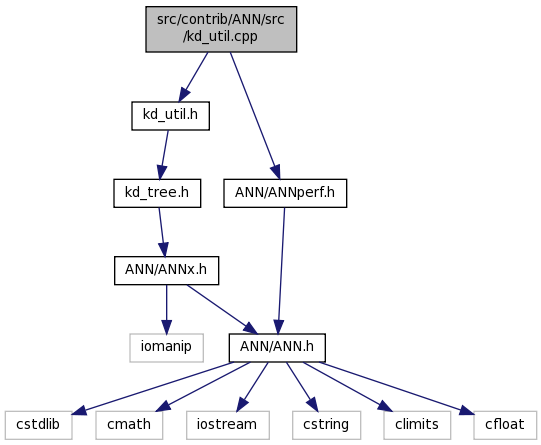 src/contrib/ANN/src
/kd_util.cpp
kd_util.h
kd_tree.h
ANN/ANNperf.h
ANN/ANNx.h
iomanip
ANN/ANN.h
cstdlib
cmath
iostream
cstring
climits
cfloat